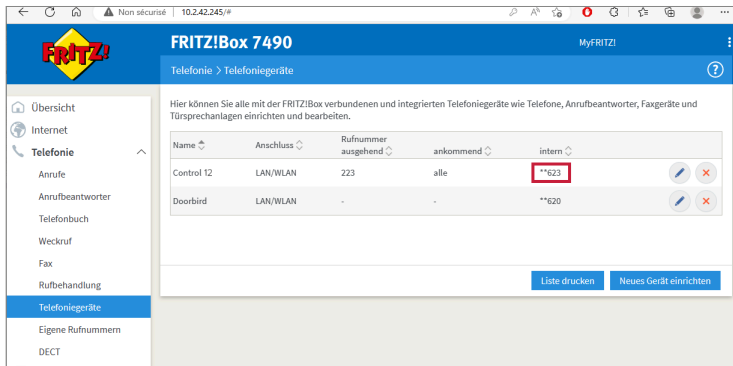 Non sécurisé 10.2.42.245/#
FRITZ!
FRITZ!Box 7490
MyFRITZ!
Telefonie > Telefoniegeräte
Hier können Sie alle mit der FRITZ!Box verbundenen und integrierten Telefoniegeräte wie Telefone, Anrufbeantworter, Faxgeräte und
Türsprechanlagen einrichten und bearbeiten.
Übersicht
Internet
Telefonie
Anrufe
Anrufbeantworter
Telefonbuch
Weckruf
Fax
Rufbehandlung
Telefoniegeräte
Eigene Rufnummern
DECT
Name Anschluss Rufnummer ausgehend ankommend intern
Control 12 LAN/WLAN 223 alle **623
Doorbird LAN/WLAN - - **620
Liste drucken Neues Gerät einrichten